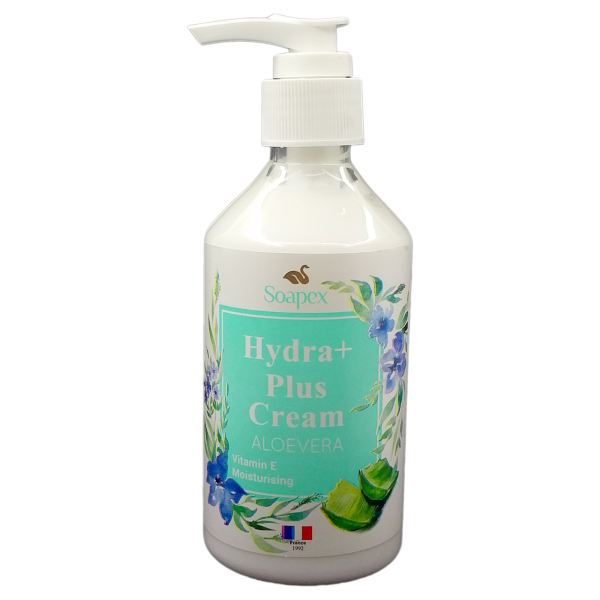 Soapex
Hydra+
Plus
Cream
ALOEVERA
Vitamin E
Moisturising
France
1992